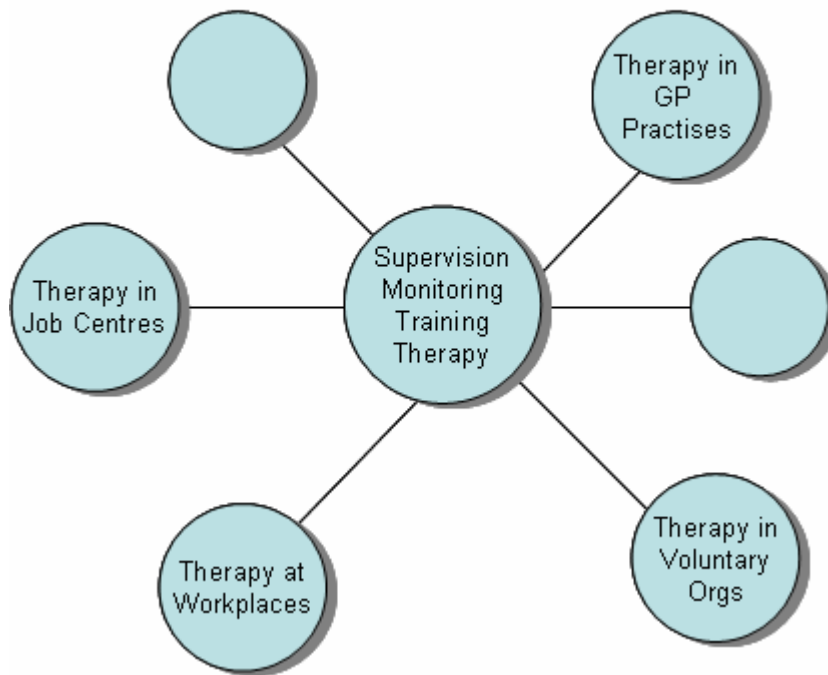 Therapy in
GP
Practises
Supervision
Monitoring
Training
Therapy
Therapy in
Job Centres
Therapy in
Voluntary
Orgs
Therapy at
Workplaces